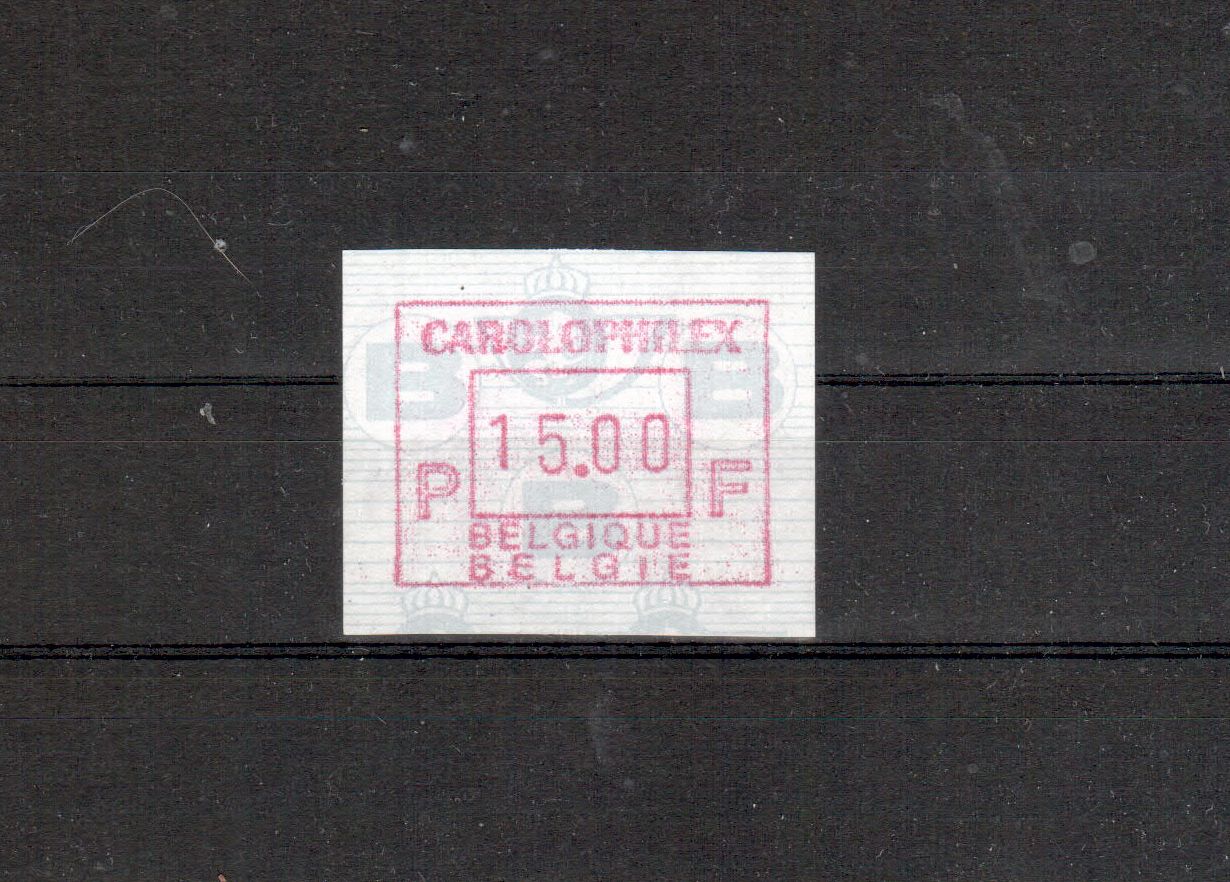 CAROLOPHILEX
B B
15.00
P F
B
BELGIQUE
BELGIE